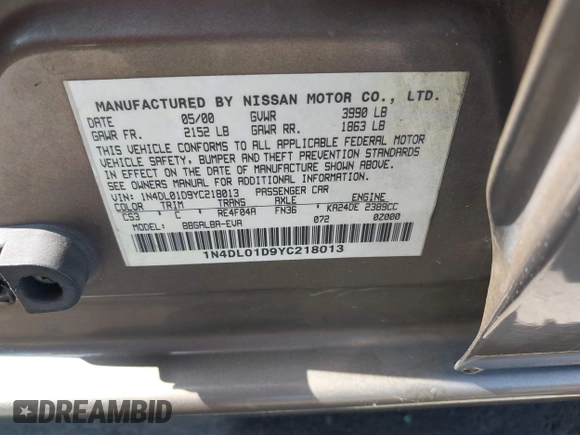 MANUFACTURED BY NISSAN MOTOR CO., LTD.
DATE 05/00 GVWR 3990 LB
GAWR FR. 2152 LB GAWR RR. 1863 LB
THIS VEHICLE CONFORMS TO ALL APPLICABLE FEDERAL MOTOR
VEHICLE SAFETY, BUMPER AND THEFT PREVENTION STANDARDS
IN EFFECT ON THE DATE OF MANUFACTURE SHOWN ABOVE.
SEE OWNERS MANUAL FOR ADDITIONAL INFORMATION.
VIN: 1N4DL01D9YC218013 PASSENGER CAR
COLOR TRIM TRANS AXLE ENGINE
CS3 C RE4F04A FN36 KA24DE 2389CC
MODEL: BBGALBA-EVA 072 0Z000
1N4DL01D9YC218013
DREAMBID